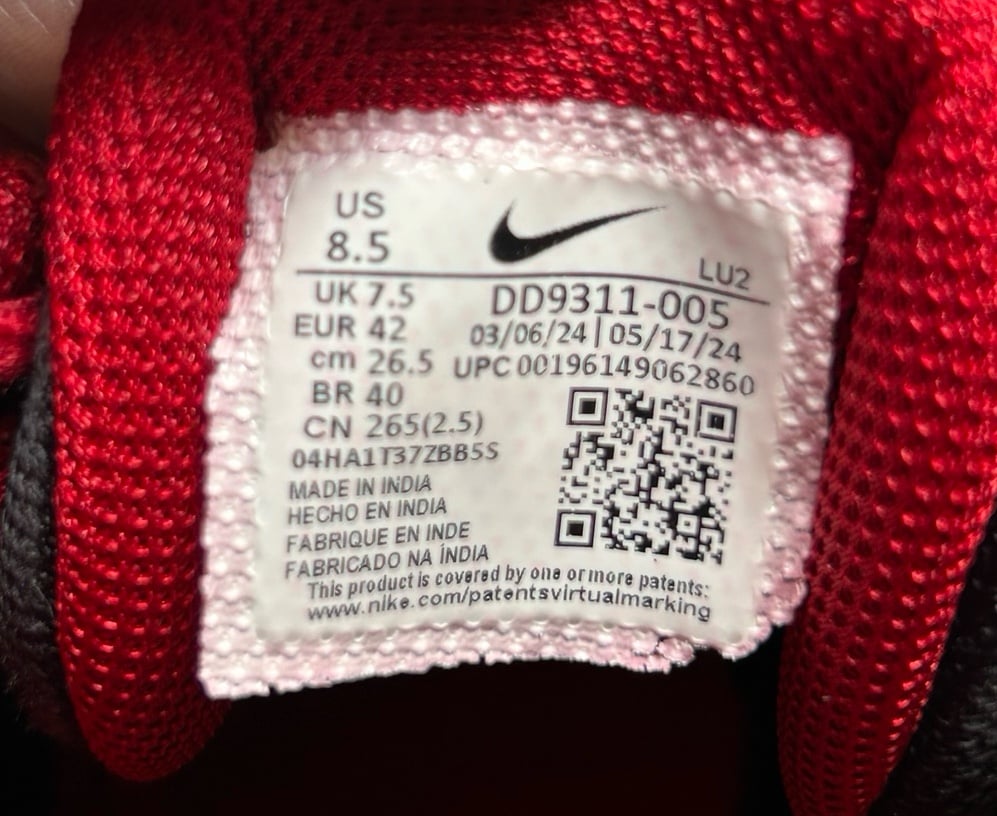 US
8.5
LU2
UK 7.5
DD9311-005
EUR 42
03/06/24 | 05/17/24
cm 26.5
UPC 00196149062860
BR 40
CN 265(2.5)
04HA1T37ZBB5S
MADE IN INDIA
HECHO EN INDIA
FABRIQUE EN INDE
FABRICADO NA ÍNDIA
This product is covered by one or more patents:
www.nike.com/patentsvirtualmarking